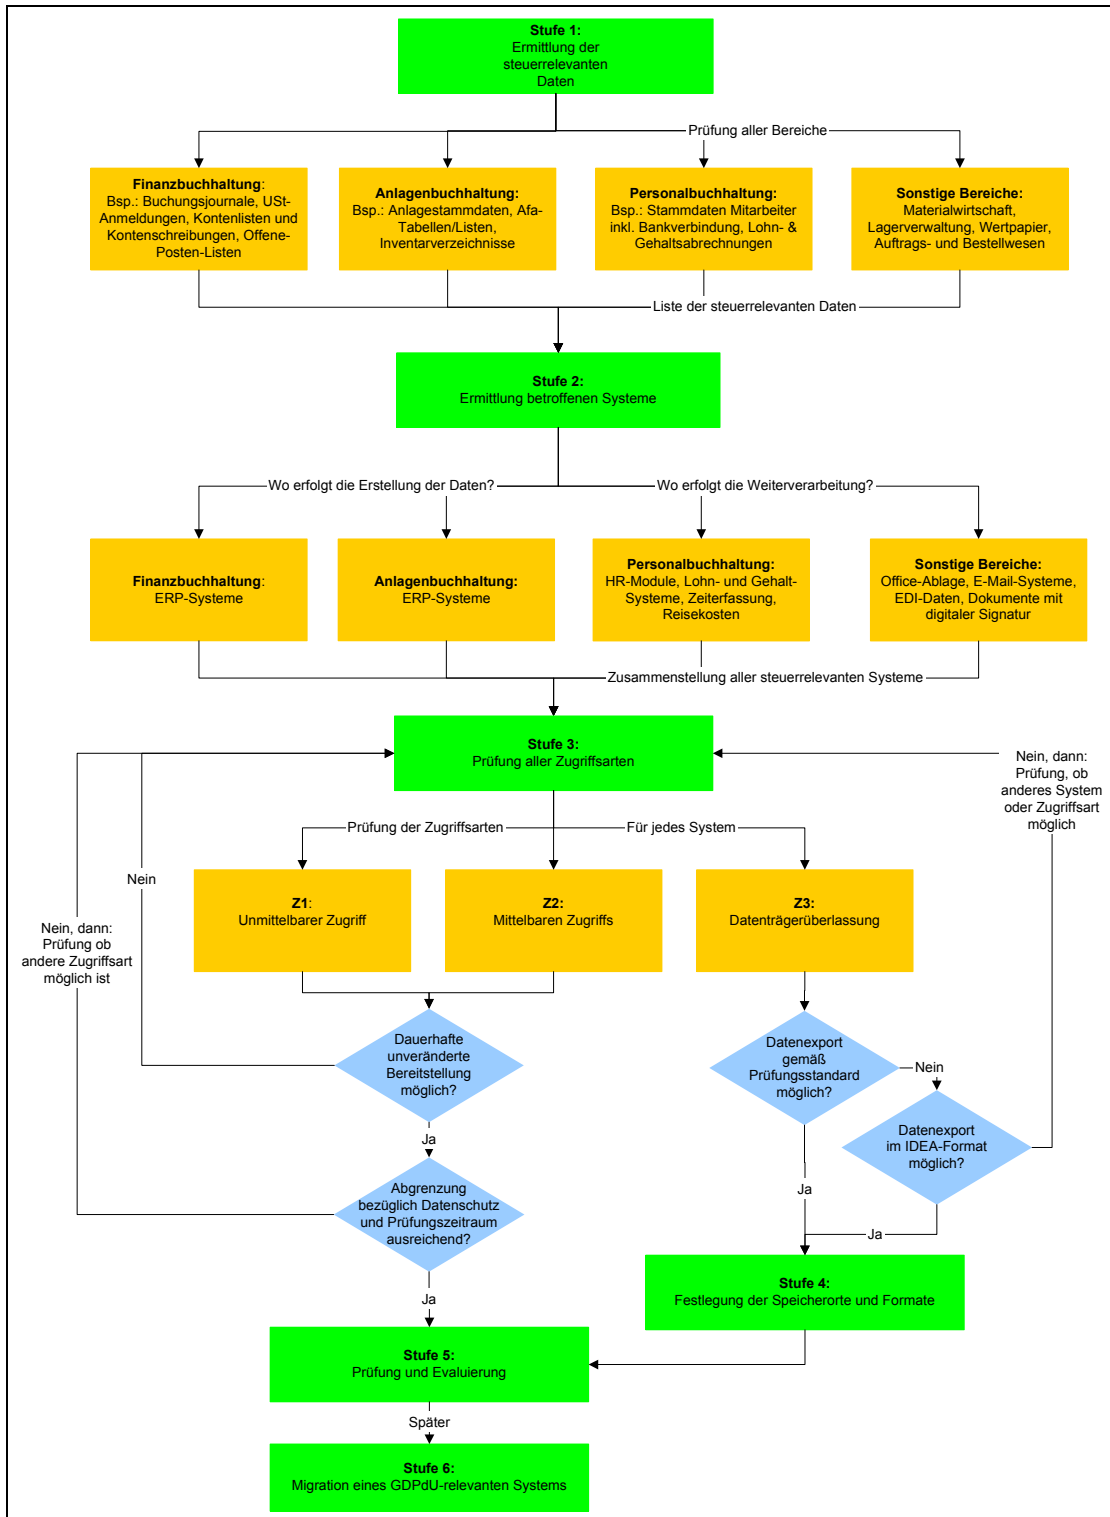 Stufe 1:
Ermittlung der
steuerrelevanten
Daten
Prüfung aller Bereiche
Finanzbuchhaltung:
Bsp.: Buchungsjournale, USt-
Anmeldungen, Kontenlisten und
Kontenschreibungen, Offene-
Posten-Listen
Anlagenbuchhaltung:
Bsp.: Anlagestammdaten, Afa-
Tabellen/Listen,
Inventarverzeichnisse
Personalbuchhaltung:
Bsp.: Stammdaten Mitarbeiter
inkl. Bankverbindung, Lohn- &
Gehaltsabrechnungen
Sonstige Bereiche:
Materialwirtschaft,
Lagerverwaltung, Wertpapier,
Auftrags- und Bestellwesen
Liste der steuerrelevanten Daten
Stufe 2:
Ermittlung betroffenen Systeme
Wo erfolgt die Erstellung der Daten?
Wo erfolgt die Weiterverarbeitung?
Finanzbuchhaltung:
ERP-Systeme
Anlagenbuchhaltung:
ERP-Systeme
Personalbuchhaltung:
HR-Module, Lohn- und Gehalt-
Systeme, Zeiterfassung,
Reisekosten
Sonstige Bereiche:
Office-Ablage, E-Mail-Systeme,
EDI-Daten, Dokumente mit
digitaler Signatur
Zusammenstellung aller steuerrelevanten Systeme
Stufe 3:
Prüfung aller Zugriffsarten
Nein, dann:
Prüfung, ob
anderes System
oder Zugriffsart
möglich
Prüfung der Zugriffsarten
Für jedes System
Nein
Z1:
Unmittelbarer Zugriff
Z2:
Mittelbaren Zugriffs
Z3:
Datenträgerüberlassung
Nein, dann:
Prüfung ob
andere Zugriffsart
möglich ist
Dauerhafte
unveränderte
Bereitstellung
möglich?
Datenexport
gemäß
Prüfungsstandard
möglich?
Nein
Datenexport
im IDEA-Format
möglich?
Ja
Abgrenzung
bezüglich Datenschutz
und Prüfungszeitraum
ausreichend?
Ja
Ja
Stufe 4:
Festlegung der Speicherorte und Formate
Ja
Stufe 5:
Prüfung und Evaluierung
Später
Stufe 6:
Migration eines GDPdU-relevanten Systems